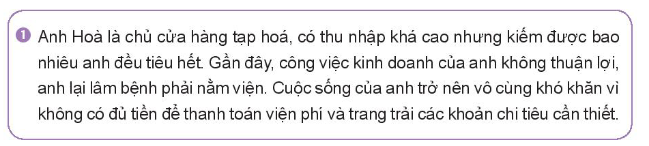 1 Anh Hoà là chủ cửa hàng tạp hoá, có thu nhập khá cao nhưng kiếm được bao
nhiêu anh đều tiêu hết. Gần đây, công việc kinh doanh của anh không thuận lợi,
anh lại lâm bệnh phải nằm viện. Cuộc sống của anh trở nên vô cùng khó khăn vì
không có đủ tiền để thanh toán viện phí và trang trải các khoản chi tiêu cần thiết.